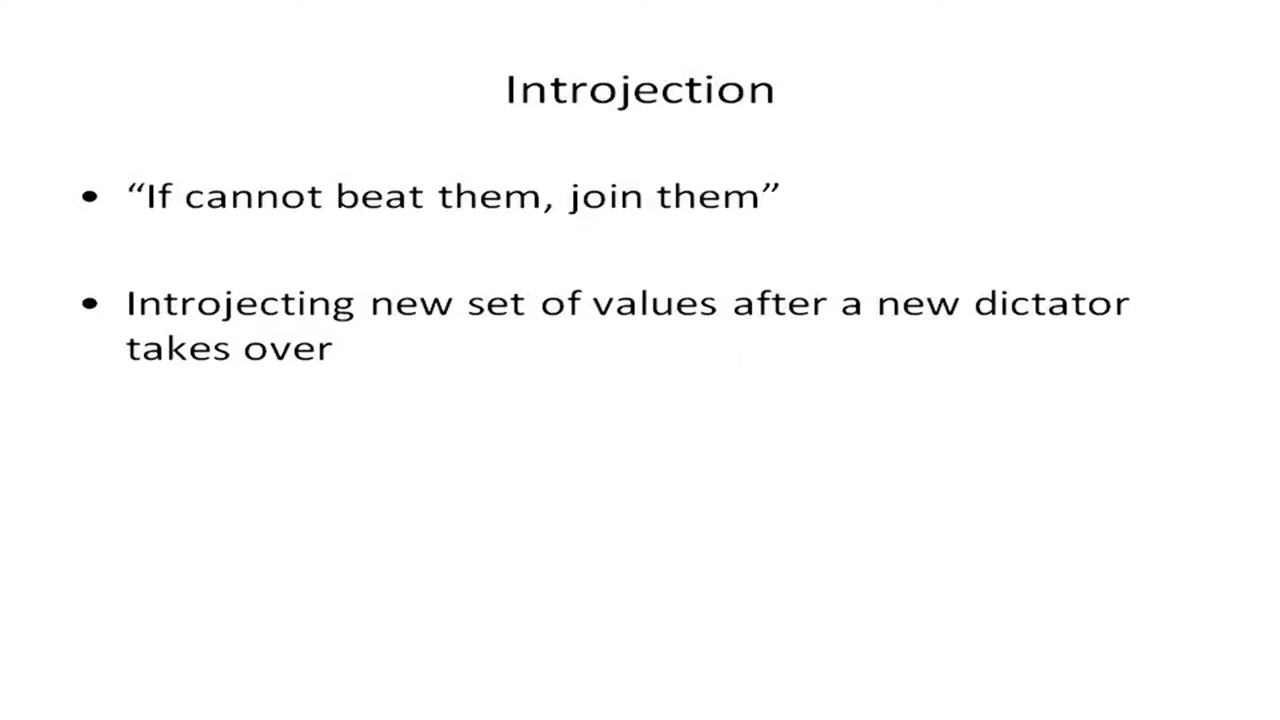 Introjection
• “If cannot beat them, join them”
• Introjecting new set of values after a new dictator
takes over